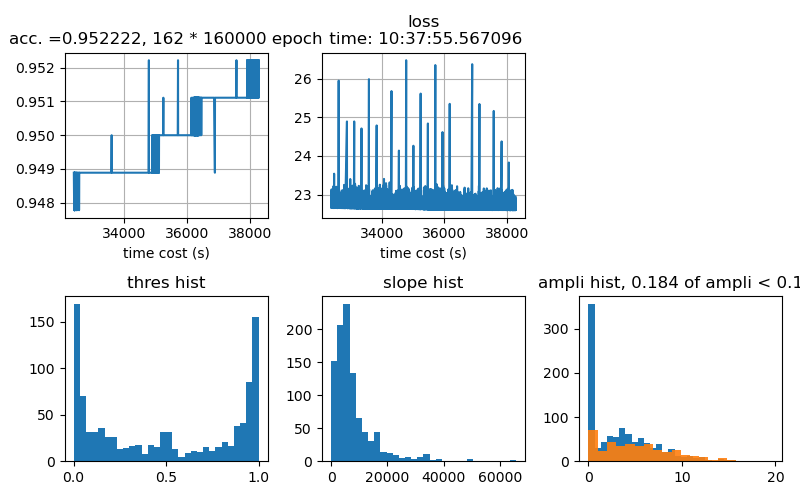 loss
acc. =0.952222, 162 * 160000 epoch time: 10:37:55.567096
0.952
0.951
0.950
0.949
0.948
34000 36000 38000
time cost (s)
26
25
24
23
34000 36000 38000
time cost (s)
thres hist
150
100
50
0
0.0 0.5 1.0
slope hist
200
150
100
50
0
0 20000 40000 60000
ampli hist, 0.184 of ampli < 0.1
300
200
100
0
0 10 20